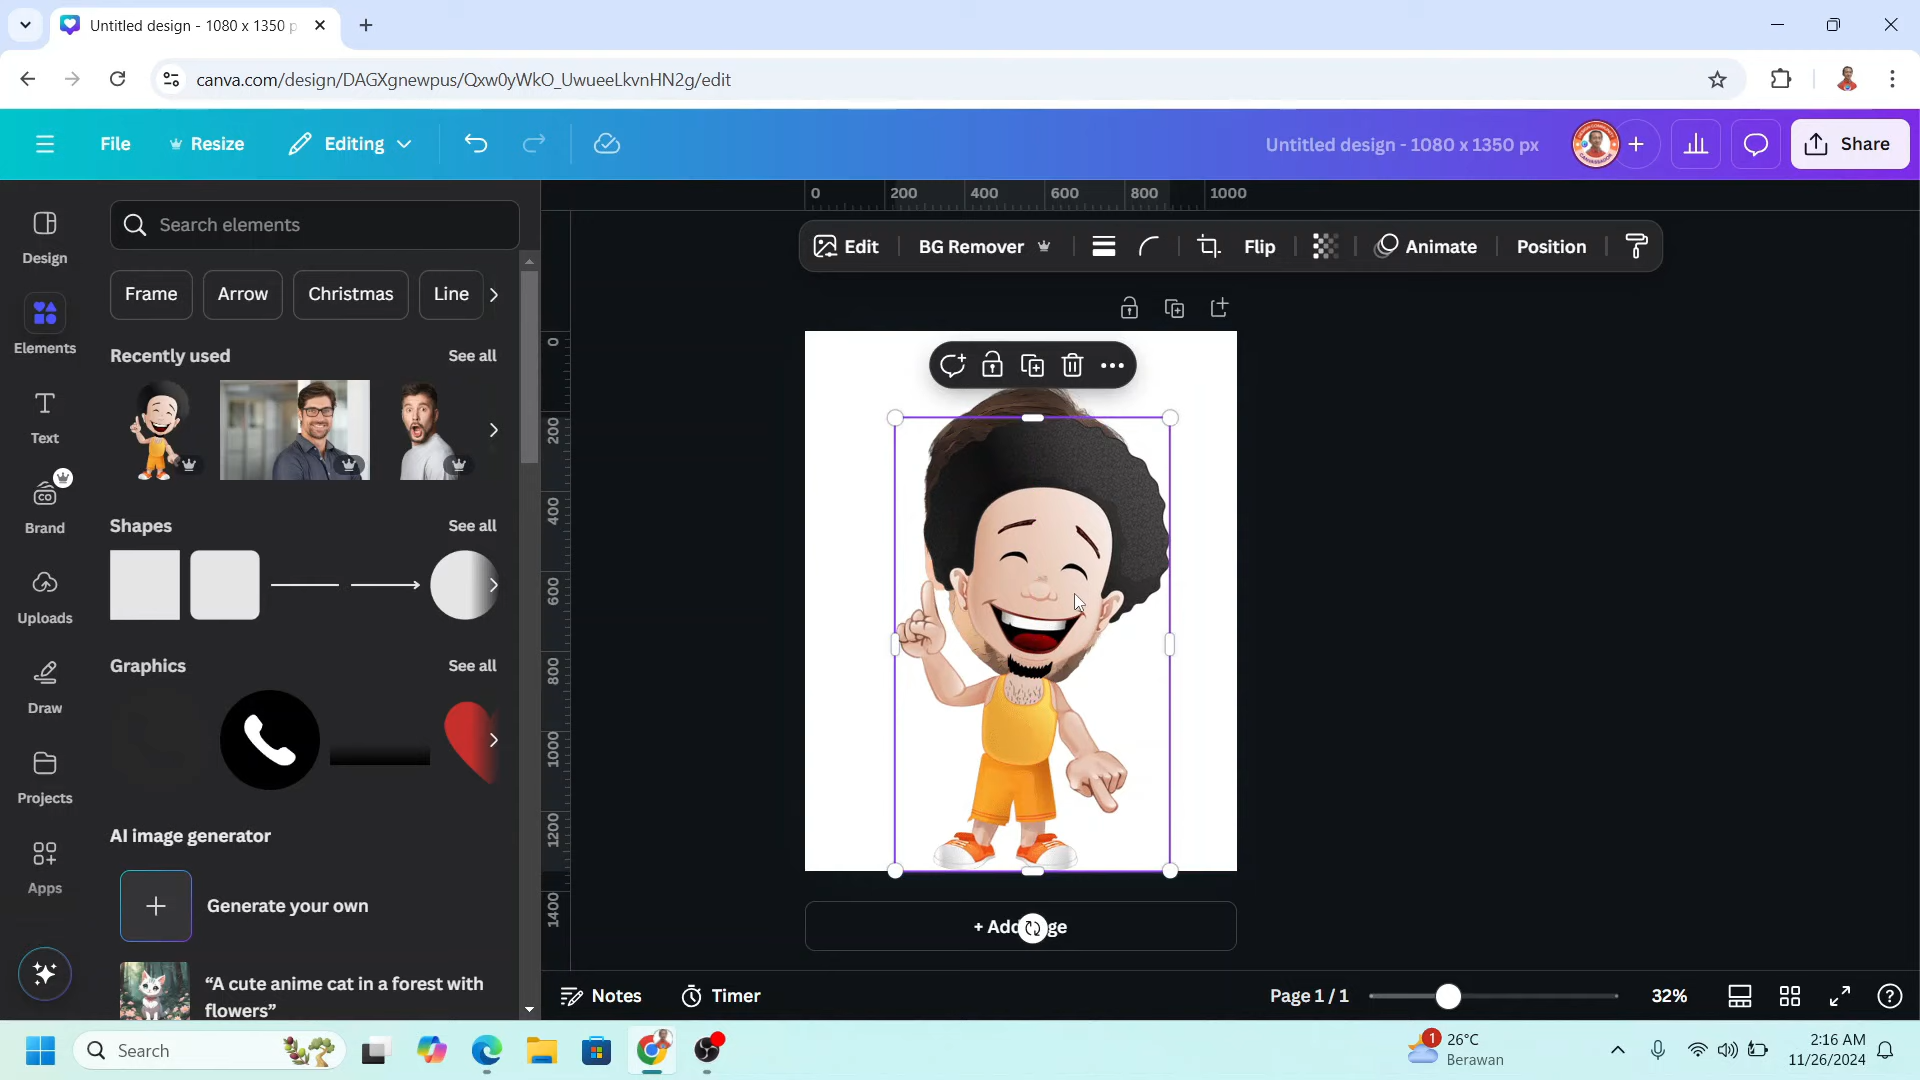 Untitled design - 1080 x 1350 p
canva.com/design/DAGXgnewpus/Qxw0yWkO_UwueeLkvnHN2g/edit
File
Resize
Editing
Untitled design - 1080 x 1350 px
Share
Design
Elements
Text
Brand
Uploads
Draw
Projects
Apps
Search elements
Frame
Arrow
Christmas
Line
Recently used
See all
Shapes
See all
Graphics
See all
AI image generator
Generate your own
“A cute anime cat in a forest with
flowers”
0
200
400
600
800
1000
0
200
400
600
800
1000
1200
1400
Edit
BG Remover
Flip
Animate
Position
Notes
Timer
Page 1 / 1
32%
Search
1
26°C
Berawan
2:16 AM
11/26/2024